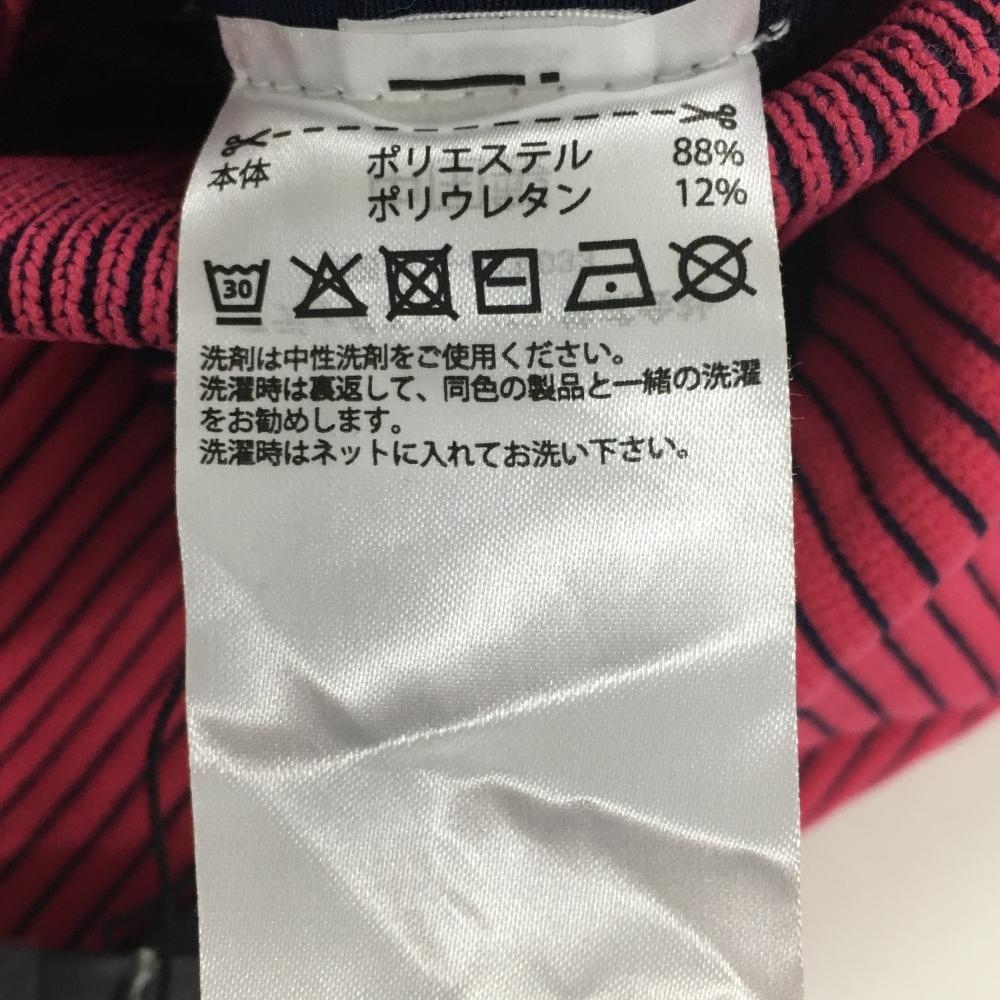 本体 ポリエステル 88%
ポリウレタン 12%
30
洗剤は中性洗剤をご使用ください。
洗濯時は裏返して、同色の製品と一緒の洗濯
をお勧めします。
洗濯時はネットに入れてお洗い下さい。